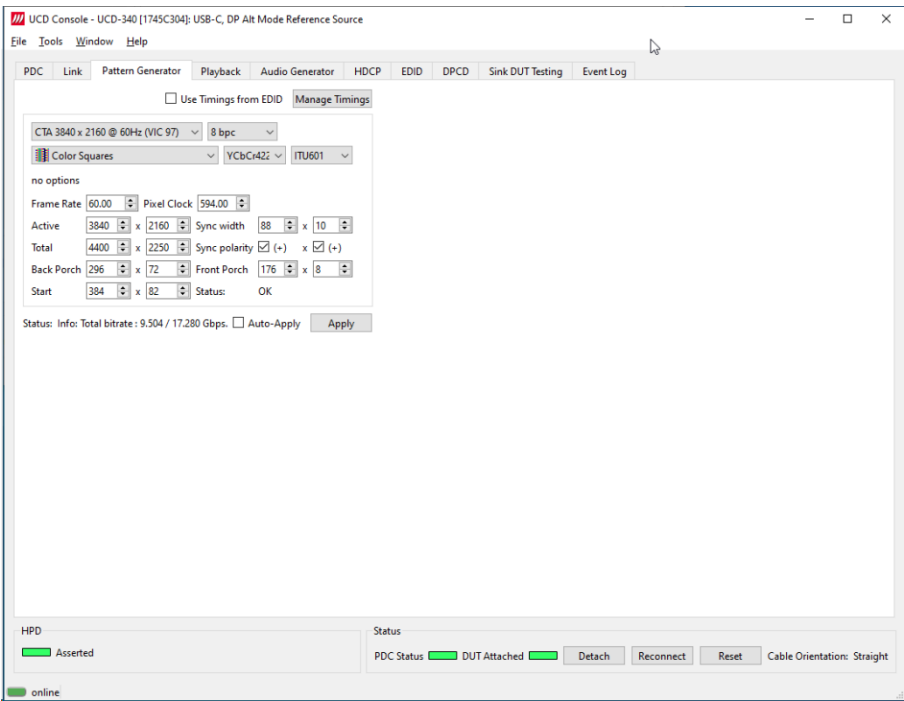 UCD Console - UCD-340 [1745C304]: USB-C, DP Alt Mode Reference Source
File Tools Window Help
PDC Link Pattern Generator Playback Audio Generator HDCP EDID DPCD Sink DUT Testing Event Log
Use Timings from EDID Manage Timings
CTA 3840 x 2160 @ 60Hz (VIC 97) 8 bpc
Color Squares YCbCr422 ITU601
no options
Frame Rate 60.00 Pixel Clock 594.00
Active 3840 x 2160 Sync width 88 x 10
Total 4400 x 2250 Sync polarity (+) x (+)
Back Porch 296 x 72 Front Porch 176 x 8
Start 384 x 82 Status: OK
Status: Info: Total bitrate : 9.504 / 17.280 Gbps. Auto-Apply Apply
HPD Status
Asserted PDC Status DUT Attached Detach Reconnect Reset Cable Orientation: Straight
online